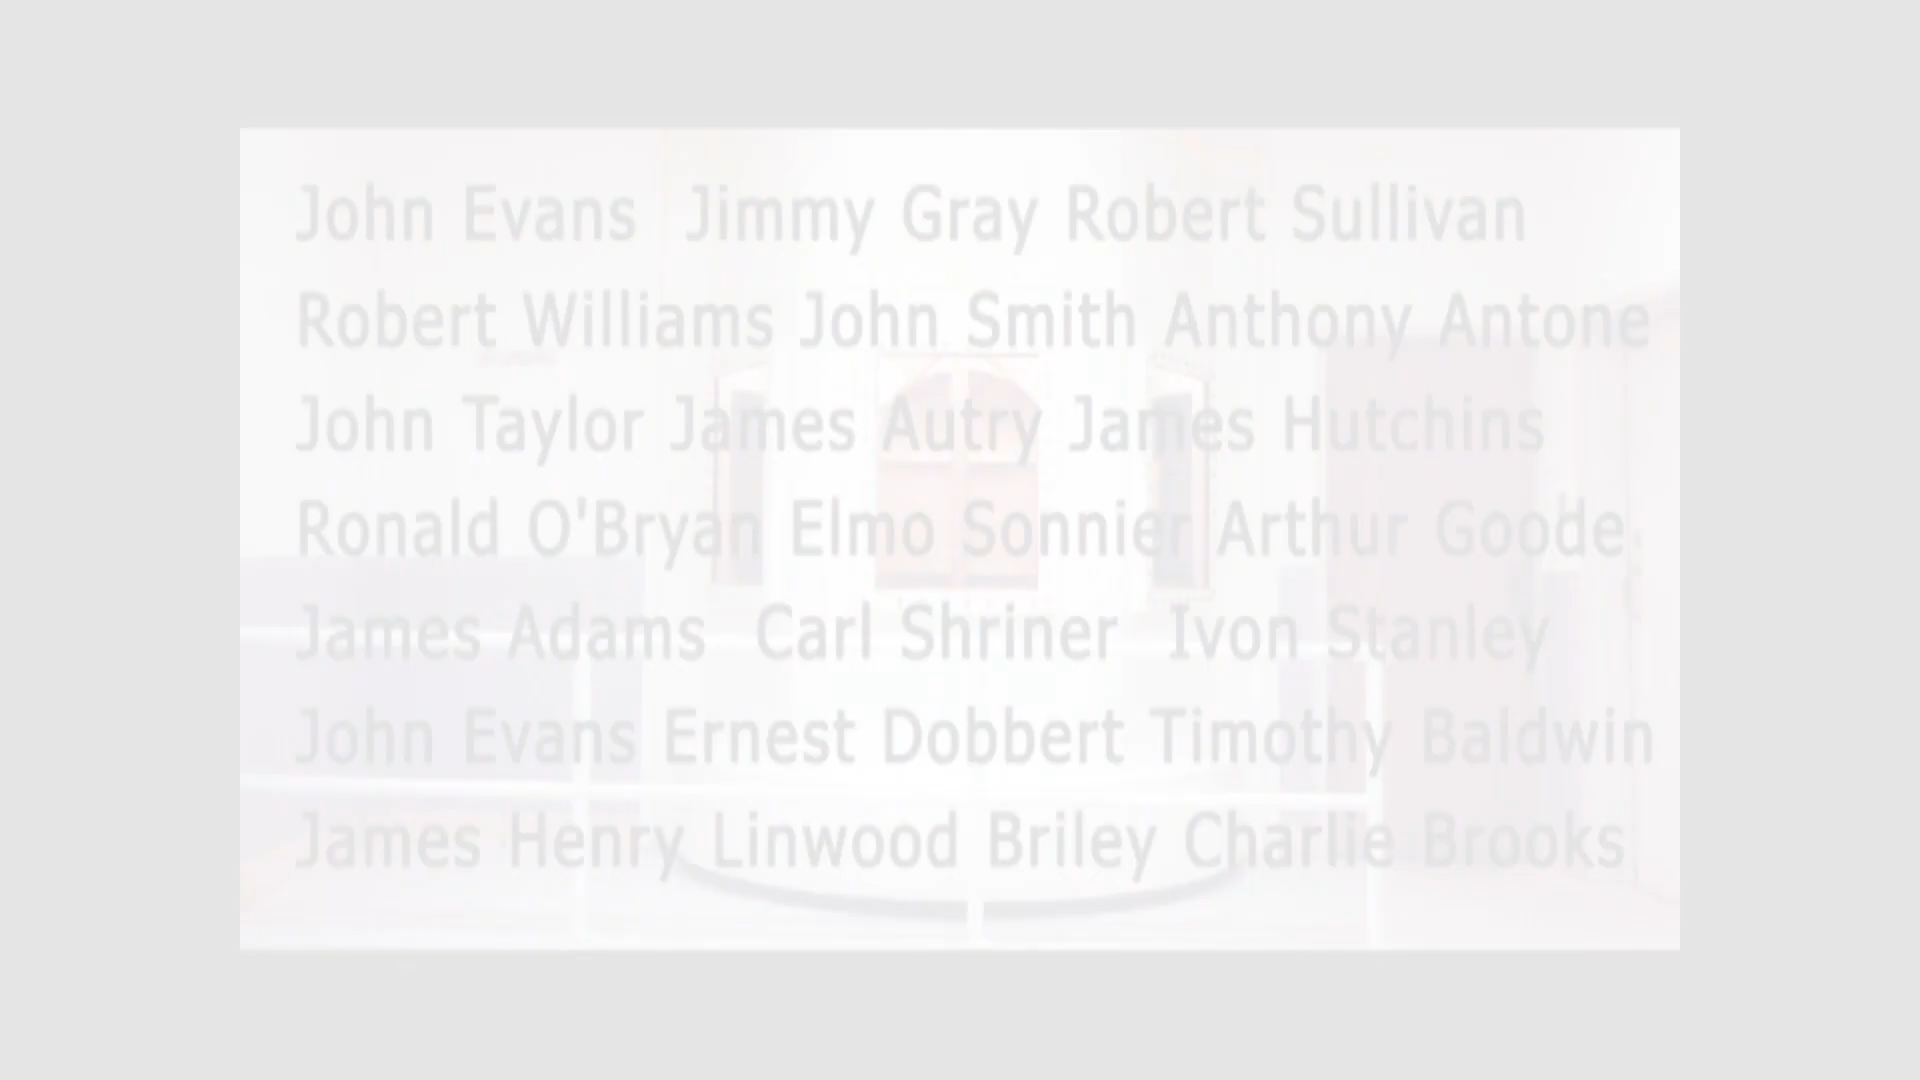 John Evans Jimmy Gray Robert Sullivan
Robert Williams John Smith Anthony Antone
John Taylor James Autry James Hutchins
Ronald O'Bryan Elmo Sonnier Arthur Goode
James Adams Carl Shriner Ivon Stanley
John Evans Ernest Dobbert Timothy Baldwin
James Henry Linwood Briley Charlie Brooks